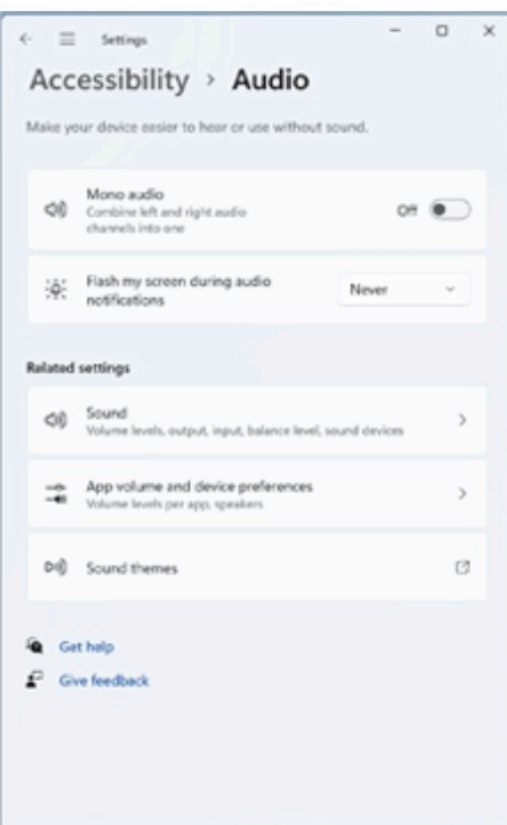 Settings
Accessibility > Audio
Make your device easier to hear or use without sound.
Mono audio
Combine left and right audio
channels into one
Off
Flash my screen during audio
notifications
Never
Related settings
Sound
Volume levels, output, input, balance level, sound devices
App volume and device preferences
Volume levels per app, speakers
Sound themes
Get help
Give feedback